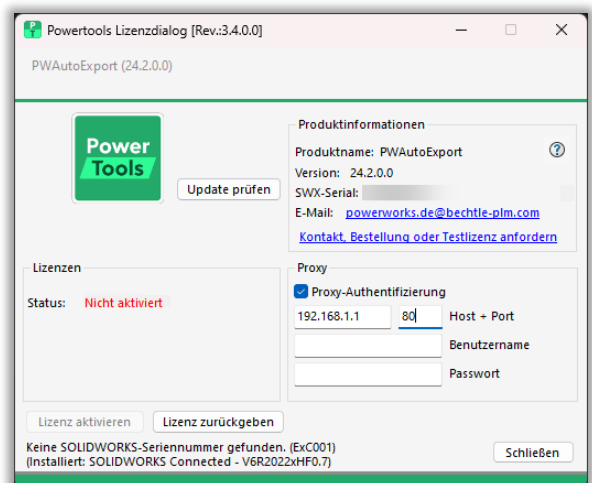 Powertools Lizenzdialog [Rev.:3.4.0.0]
PWAutoExport (24.2.0.0)
Power
Tools
Update prüfen
Produktinformationen
Produktname: PWAutoExport
Version: 24.2.0.0
SWX-Serial:
E-Mail: powerworks.de@bechtle-plm.com
Kontakt, Bestellung oder Testlizenz anfordern
Lizenzen
Status: Nicht aktiviert
Proxy
Proxy-Authentifizierung
192.168.1.1 80 Host + Port
Benutzername
Passwort
Lizenz aktivieren Lizenz zurückgeben
Keine SOLIDWORKS-Seriennummer gefunden. (ExC001)
(Installiert: SOLIDWORKS Connected - V6R2022xHF0.7)
Schließen